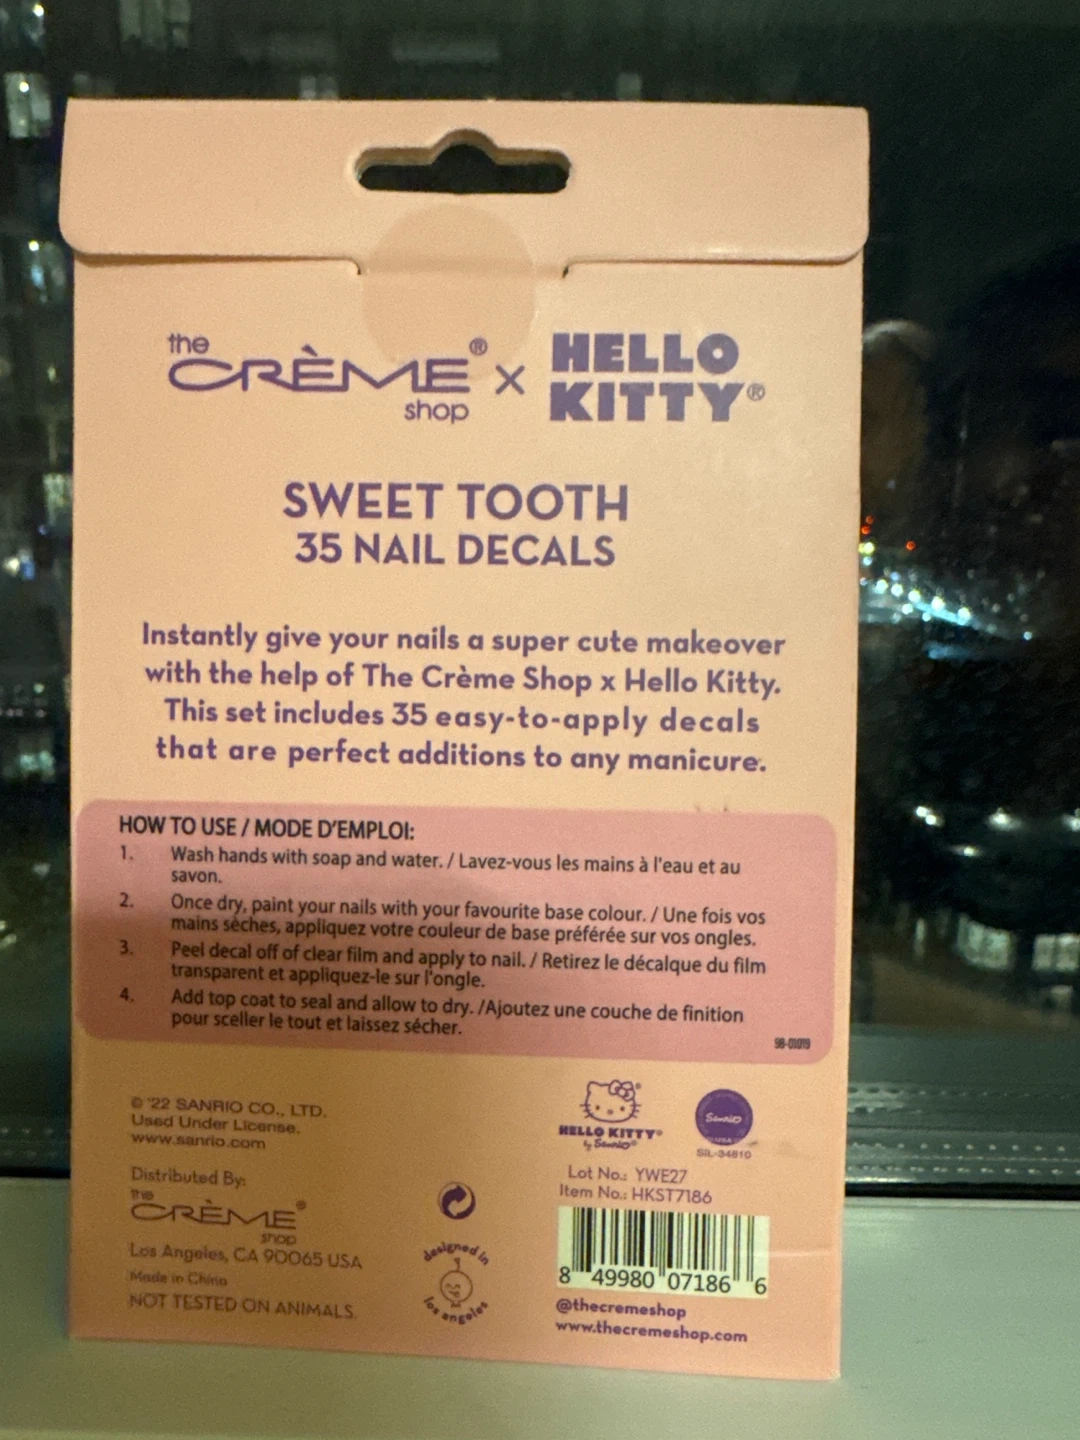 the
CRÈME® x HELLO
shop KITTY®
SWEET TOOTH
35 NAIL DECALS
Instantly give your nails a super cute makeover
with the help of The Crème Shop x Hello Kitty.
This set includes 35 easy-to-apply decals
that are perfect additions to any manicure.
HOW TO USE / MODE D'EMPLOI:
1. Wash hands with soap and water. / Lavez-vous les mains à l'eau et au
savon.
2. Once dry, paint your nails with your favourite base colour. / Une fois vos
mains sèches, appliquez votre couleur de base préférée sur vos ongles.
3. Peel decal off of clear film and apply to nail. / Retirez le décalque du film
transparent et appliquez-le sur l'ongle.
4. Add top coat to seal and allow to dry. /Ajoutez une couche de finition
pour sceller le tout et laissez sécher.
98-01019
© '22 SANRIO CO., LTD.
Used Under License.
www.sanrio.com
Distributed By:
the
CRÈME®
shop
Los Angeles, CA 90065 USA
Made in China
NOT TESTED ON ANIMALS.
designed in
los angeles
HELLO KITTY®
by Sanrio®
Sanrio
USA
SIL-34810
Lot No.: YWE27
Item No.: HKST7186
8 49980 07186 6
@thecremeshop
www.thecremeshop.com